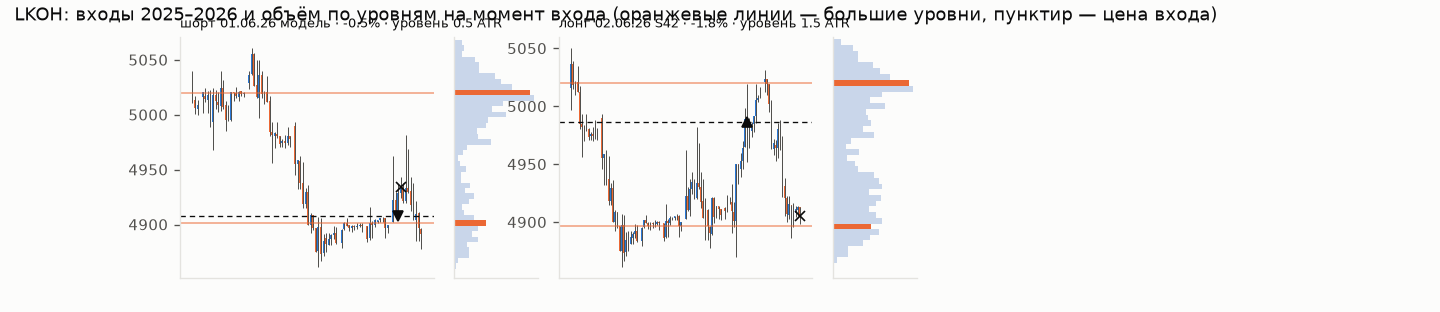 LKOH: входы 2025–2026 и объём по уровням на момент входа (оранжевые линии — большие уровни, пунктир — цена входа)
шорт 01.06.26 модель · -0.5% · уровень 0.5 ATR
лонг 02.06.26 S42 · -1.8% · уровень 1.5 ATR
5050
5000
4950
4900
5050
5000
4950
4900